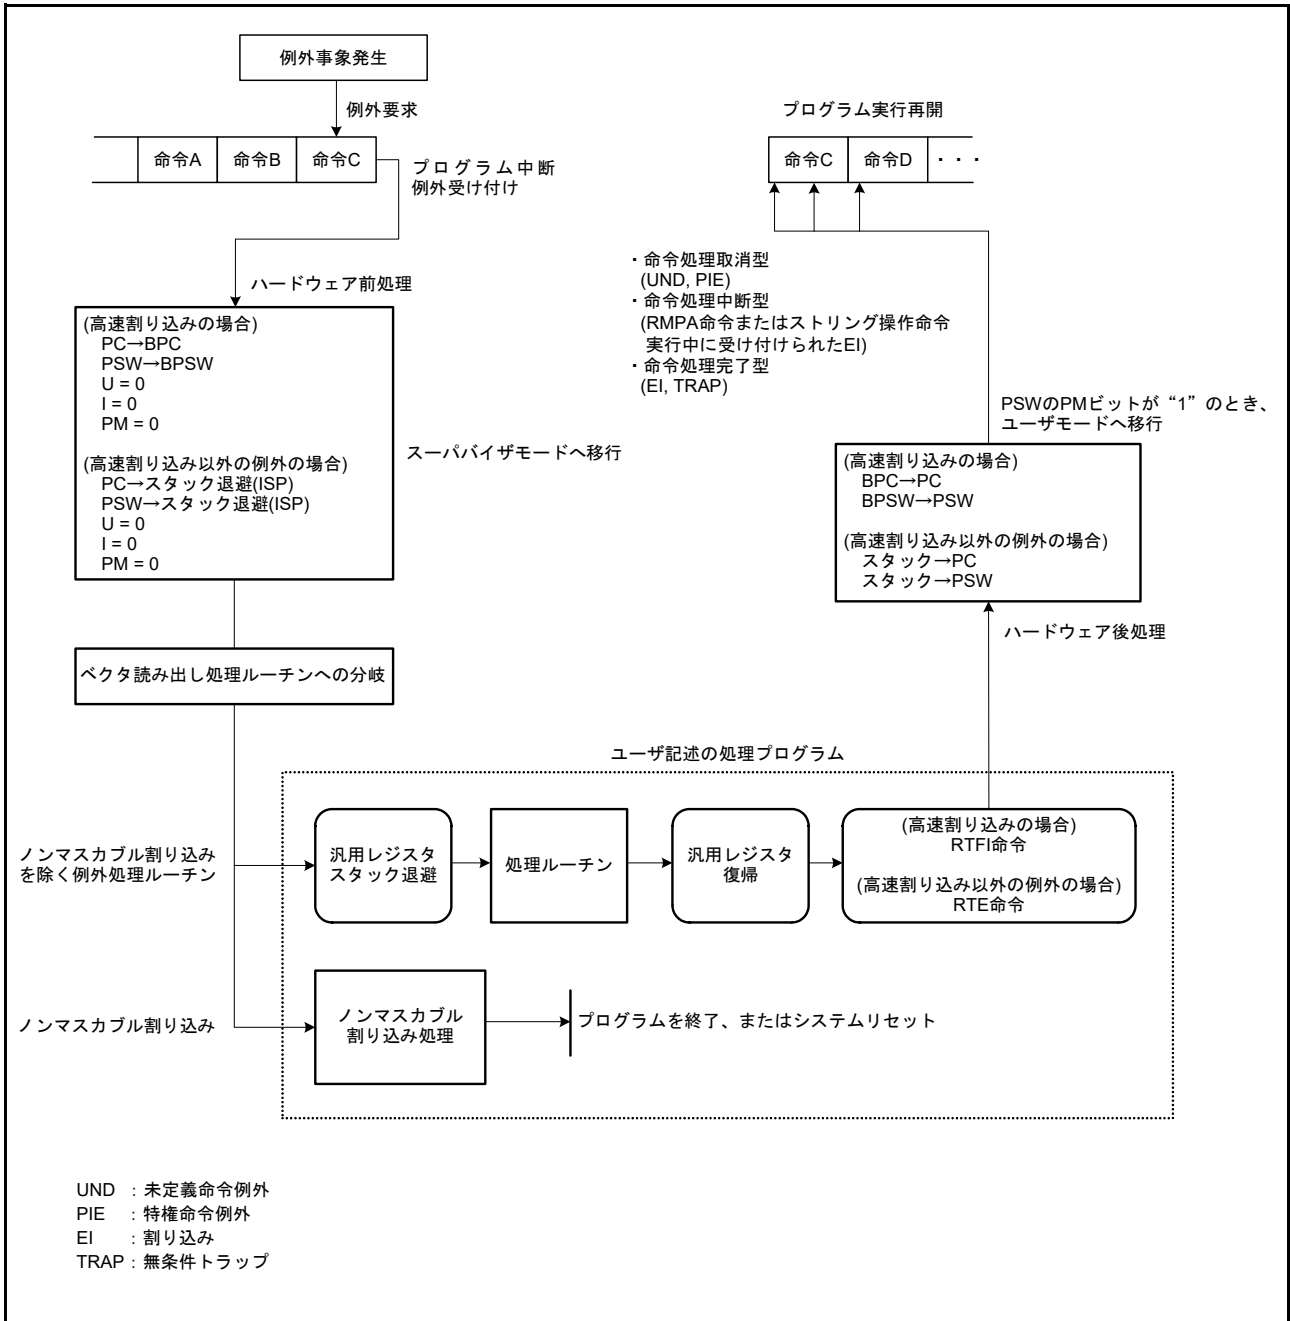 例外事象発生
例外要求
命令A 命令B 命令C
プログラム中断
例外受け付け
プログラム実行再開
命令C 命令D ・・・
ハードウェア前処理
(高速割り込みの場合)
PC→BPC
PSW→BPSW
U = 0
I = 0
PM = 0
(高速割り込み以外の例外の場合)
PC→スタック退避(ISP)
PSW→スタック退避(ISP)
U = 0
I = 0
PM = 0
スーパバイザモードへ移行
・命令処理取消型
(UND, PIE)
・命令処理中断型
(RMPA命令またはストリング操作命令
実行中に受け付けられたEI)
・命令処理完了型
(EI, TRAP)
PSWのPMビットが“1”のとき、
ユーザモードへ移行
(高速割り込みの場合)
BPC→PC
BPSW→PSW
(高速割り込み以外の例外の場合)
スタック→PC
スタック→PSW
ハードウェア後処理
ベクタ読み出し処理ルーチンへの分岐
ユーザ記述の処理プログラム
ノンマスカブル割り込み
を除く例外処理ルーチン
汎用レジスタ
スタック退避
処理ルーチン
汎用レジスタ
復帰
(高速割り込みの場合)
RTFI命令
(高速割り込み以外の例外の場合)
RTE命令
ノンマスカブル割り込み
ノンマスカブル
割り込み処理
プログラムを終了、またはシステムリセット
UND ：未定義命令例外
PIE ：特権命令例外
EI ：割り込み
TRAP：無条件トラップ